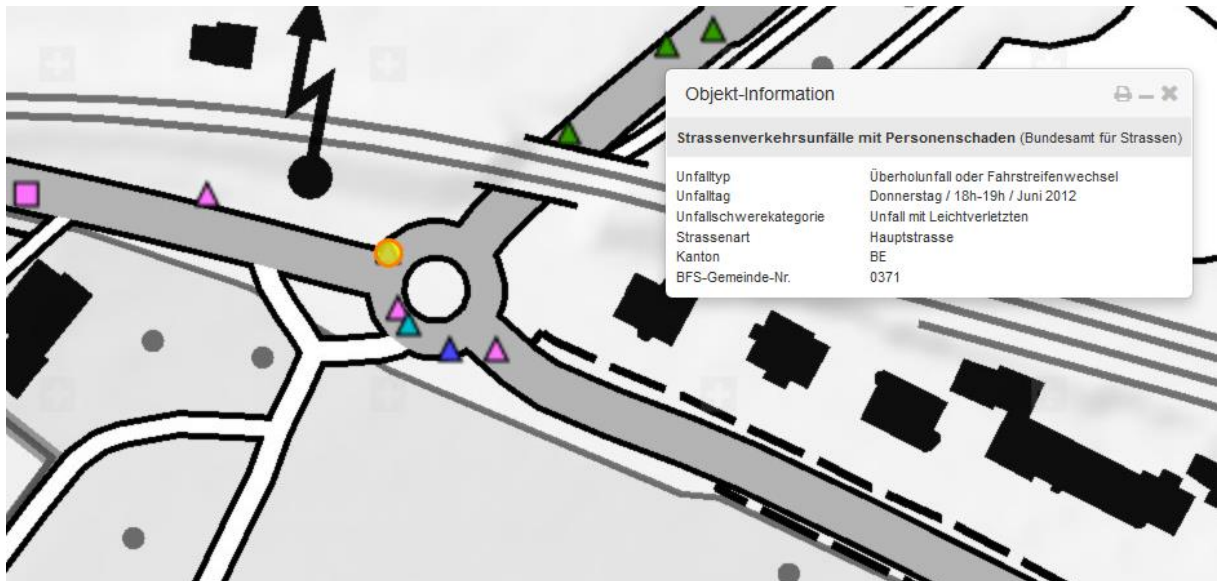 Objekt-Information
Strassenverkehrsunfälle mit Personenschaden (Bundesamt für Strassen)
Unfalltyp Überholunfall oder Fahrstreifenwechsel
Unfalltag Donnerstag / 18h-19h / Juni 2012
Unfallschwerekategorie Unfall mit Leichtverletzten
Strassenart Hauptstrasse
Kanton BE
BFS-Gemeinde-Nr. 0371